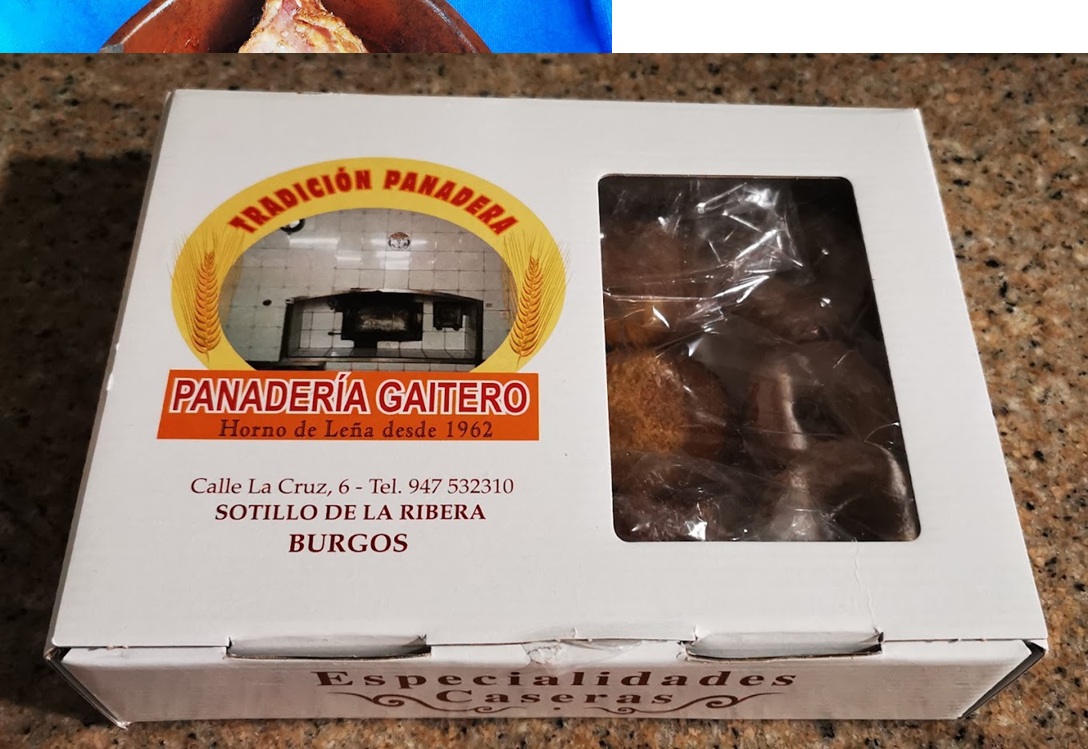 TRADICIÓN PANADERA
PANADERÍA GAITERO
Horno de Leña desde 1962
Calle La Cruz, 6 - Tel. 947 532310
SOTILLO DE LA RIBERA
BURGOS
Especialidades
Caseras